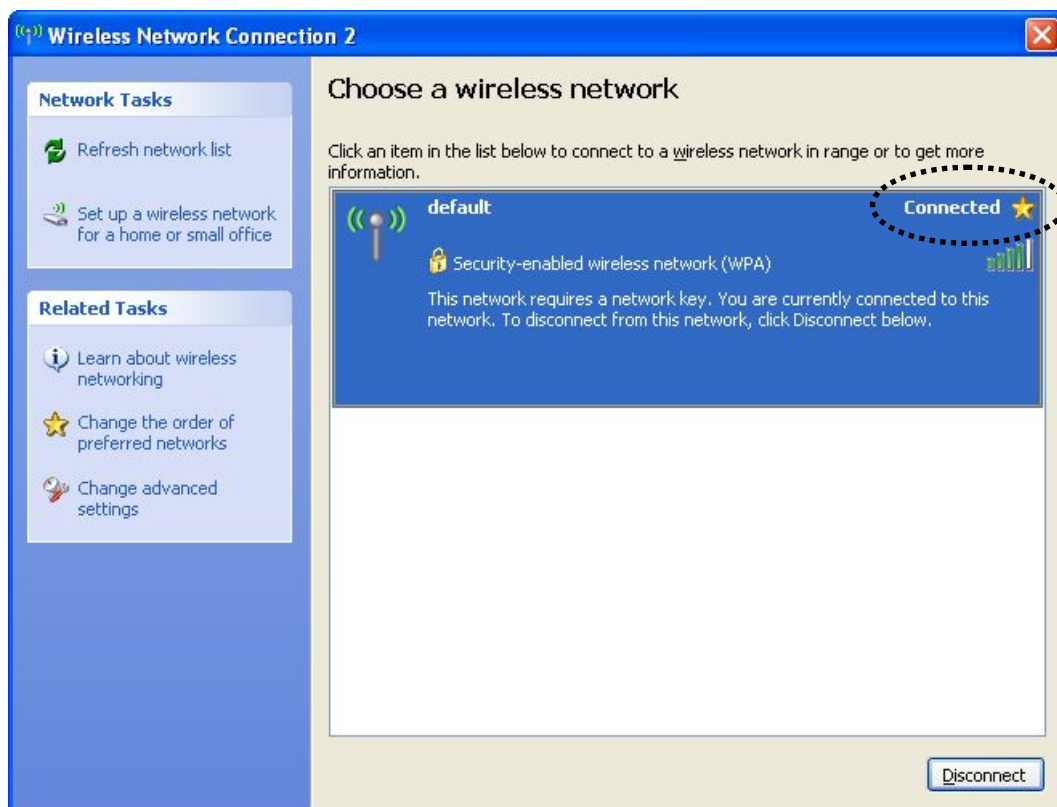 Wireless Network Connection 2
Network Tasks
Refresh network list
Set up a wireless network
for a home or small office
Related Tasks
Learn about wireless
networking
Change the order of
preferred networks
Change advanced
settings
Choose a wireless network
Click an item in the list below to connect to a wireless network in range or to get more
information.
default
Connected
Security-enabled wireless network (WPA)
This network requires a network key. You are currently connected to this
network. To disconnect from this network, click Disconnect below.
Disconnect